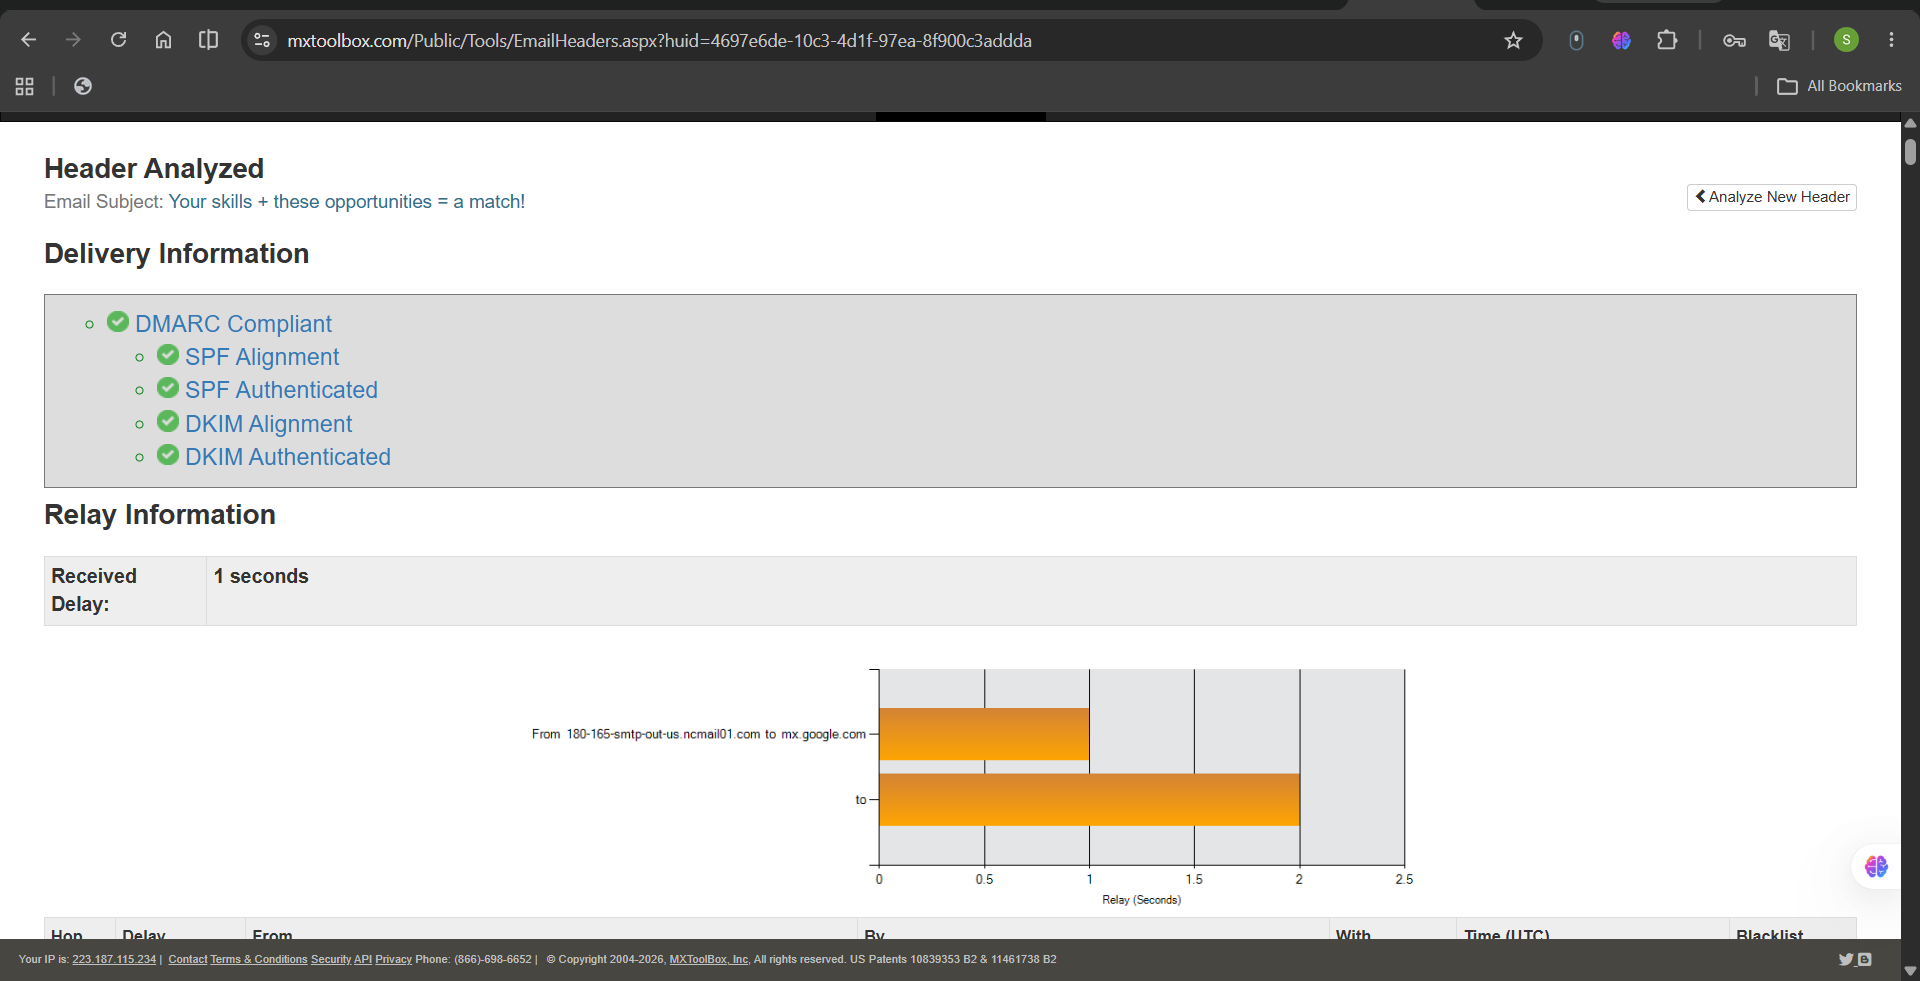 mxtoolbox.com/Public/Tools/EmailHeaders.aspx?huid=4697e6de-10c3-4d1f-97ea-8f900c3addda
S
All Bookmarks
Header Analyzed
Email Subject: Your skills + these opportunities = a match!
Analyze New Header
Delivery Information
DMARC Compliant
SPF Alignment
SPF Authenticated
DKIM Alignment
DKIM Authenticated
Relay Information
Received Delay:
1 seconds
From 180-165-smtp-out-us.ncmail01.com to mx.google.com
to
0 0.5 1 1.5 2 2.5
Relay (Seconds)
Hop Delay From By With Time (UTC) Blacklist
Your IP is: 223.187.115.234 | Contact Terms & Conditions Security API Privacy Phone: (866)-698-6652 | © Copyright 2004-2026, MXToolBox, Inc, All rights reserved. US Patents 10839353 B2 & 11461738 B2